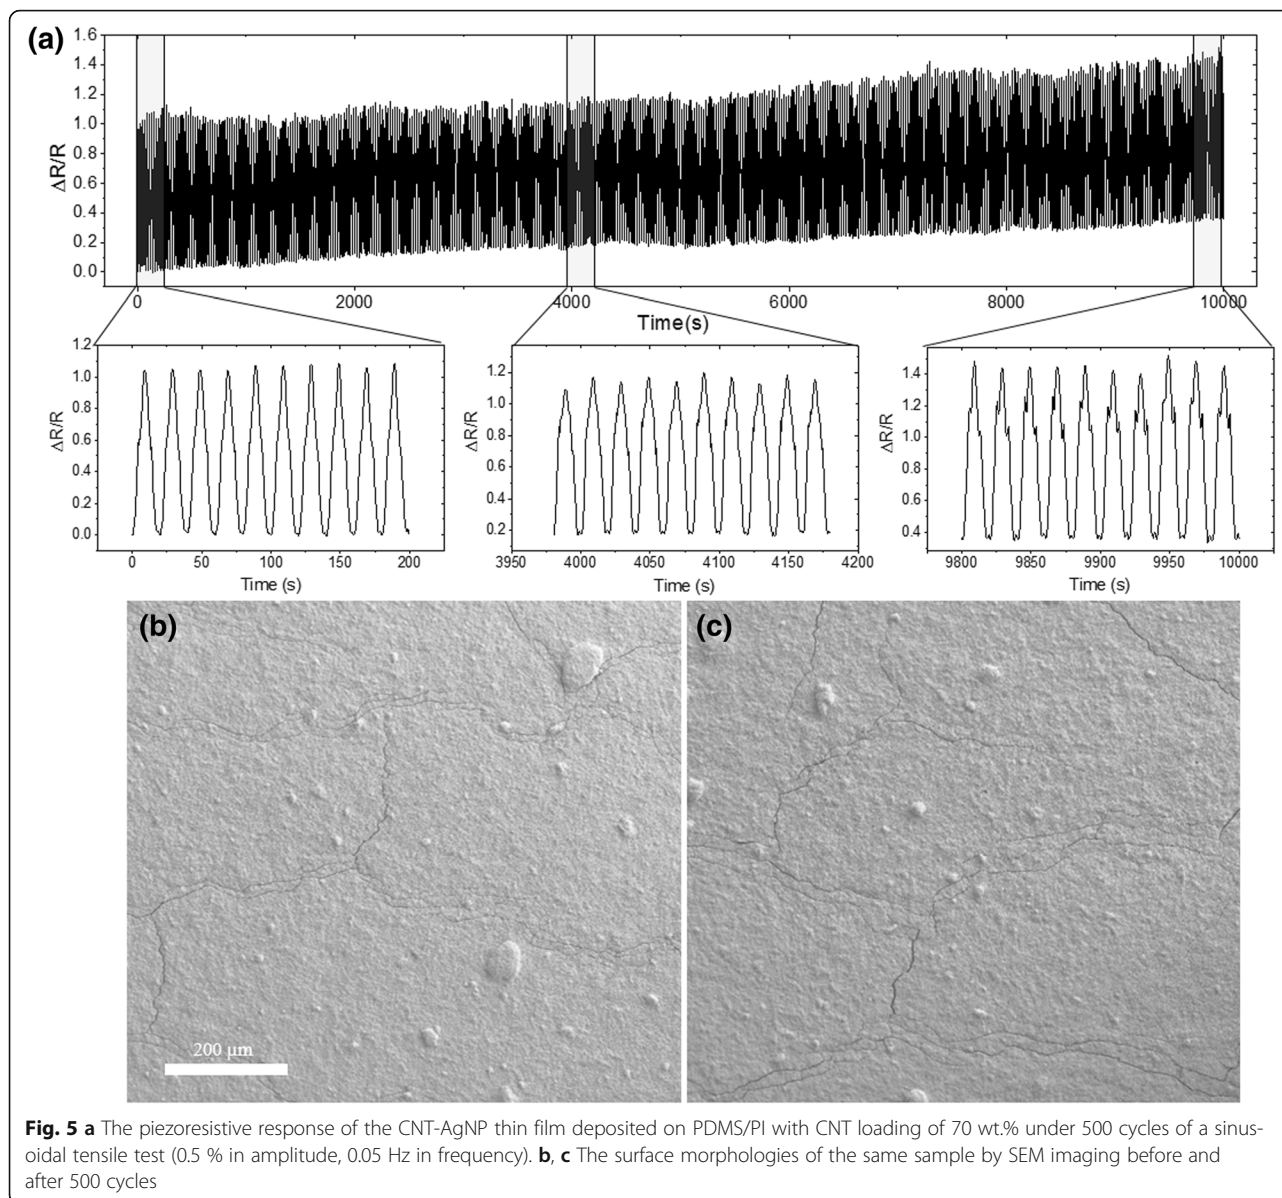 (a)
1.6
1.4
1.2
1.0
0.8
0.6
0.4
0.2
0.0
ΔR/R
0 2000 4000 6000 8000 10000
Time(s)
1.2
1.0
0.8
0.6
0.4
0.2
0.0
ΔR/R
0 50 100 150 200
Time (s)
1.2
1.0
0.8
0.6
0.4
0.2
ΔR/R
3950 4000 4050 4100 4150 4200
Time (s)
1.4
1.2
1.0
0.8
0.6
0.4
ΔR/R
9800 9850 9900 9950 10000
Time (s)
(b)
200 µm
(c)
Fig. 5 a The piezoresistive response of the CNT-AgNP thin film deposited on PDMS/PI with CNT loading of 70 wt.% under 500 cycles of a sinus-
oidal tensile test (0.5 % in amplitude, 0.05 Hz in frequency). b, c The surface morphologies of the same sample by SEM imaging before and
after 500 cycles